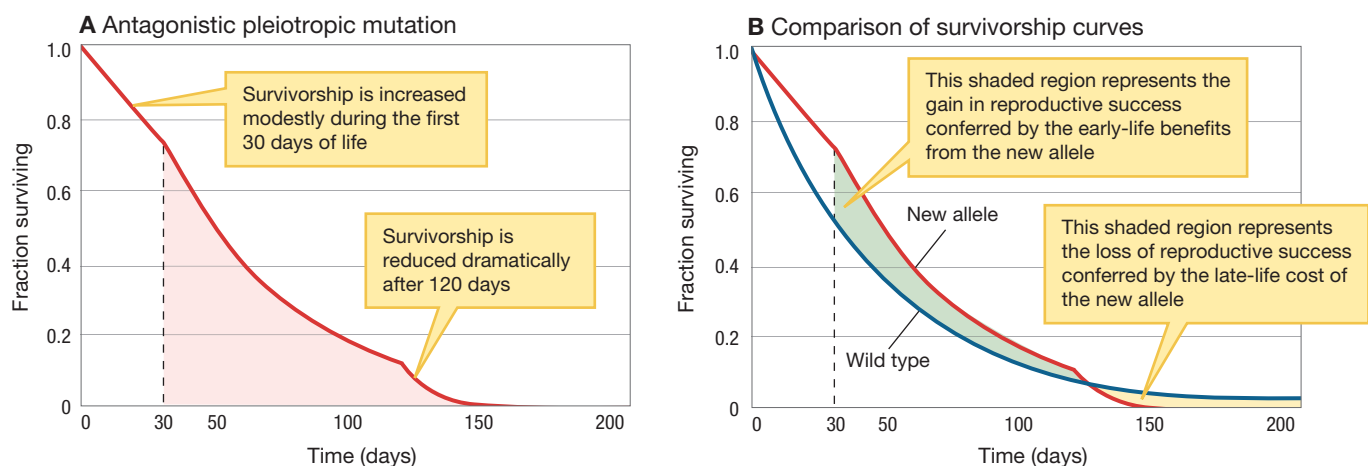 A Antagonistic pleiotropic mutation
1.0
0.8
0.6
0.4
0.2
0
Fraction surviving
Survivorship is increased
modestly during the first
30 days of life
Survivorship is
reduced dramatically
after 120 days
0 30 50 100 150 200
Time (days)
B Comparison of survivorship curves
1.0
0.8
0.6
0.4
0.2
0
Fraction surviving
This shaded region represents the
gain in reproductive success
conferred by the early-life benefits
from the new allele
New allele
Wild type
This shaded region represents
the loss of reproductive success
conferred by the late-life cost of
the new allele
0 30 50 100 150 200
Time (days)